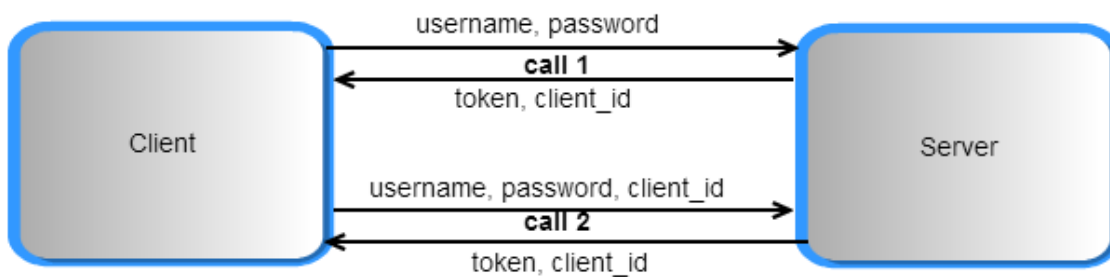 username, password
call 1
token, client_id
Client
Server
username, password, client_id
call 2
token, client_id